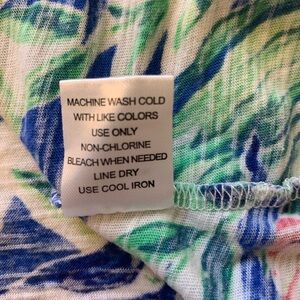 MACHINE WASH COLD
WITH LIKE COLORS
USE ONLY
NON-CHLORINE
BLEACH WHEN NEEDED
LINE DRY
USE COOL IRON